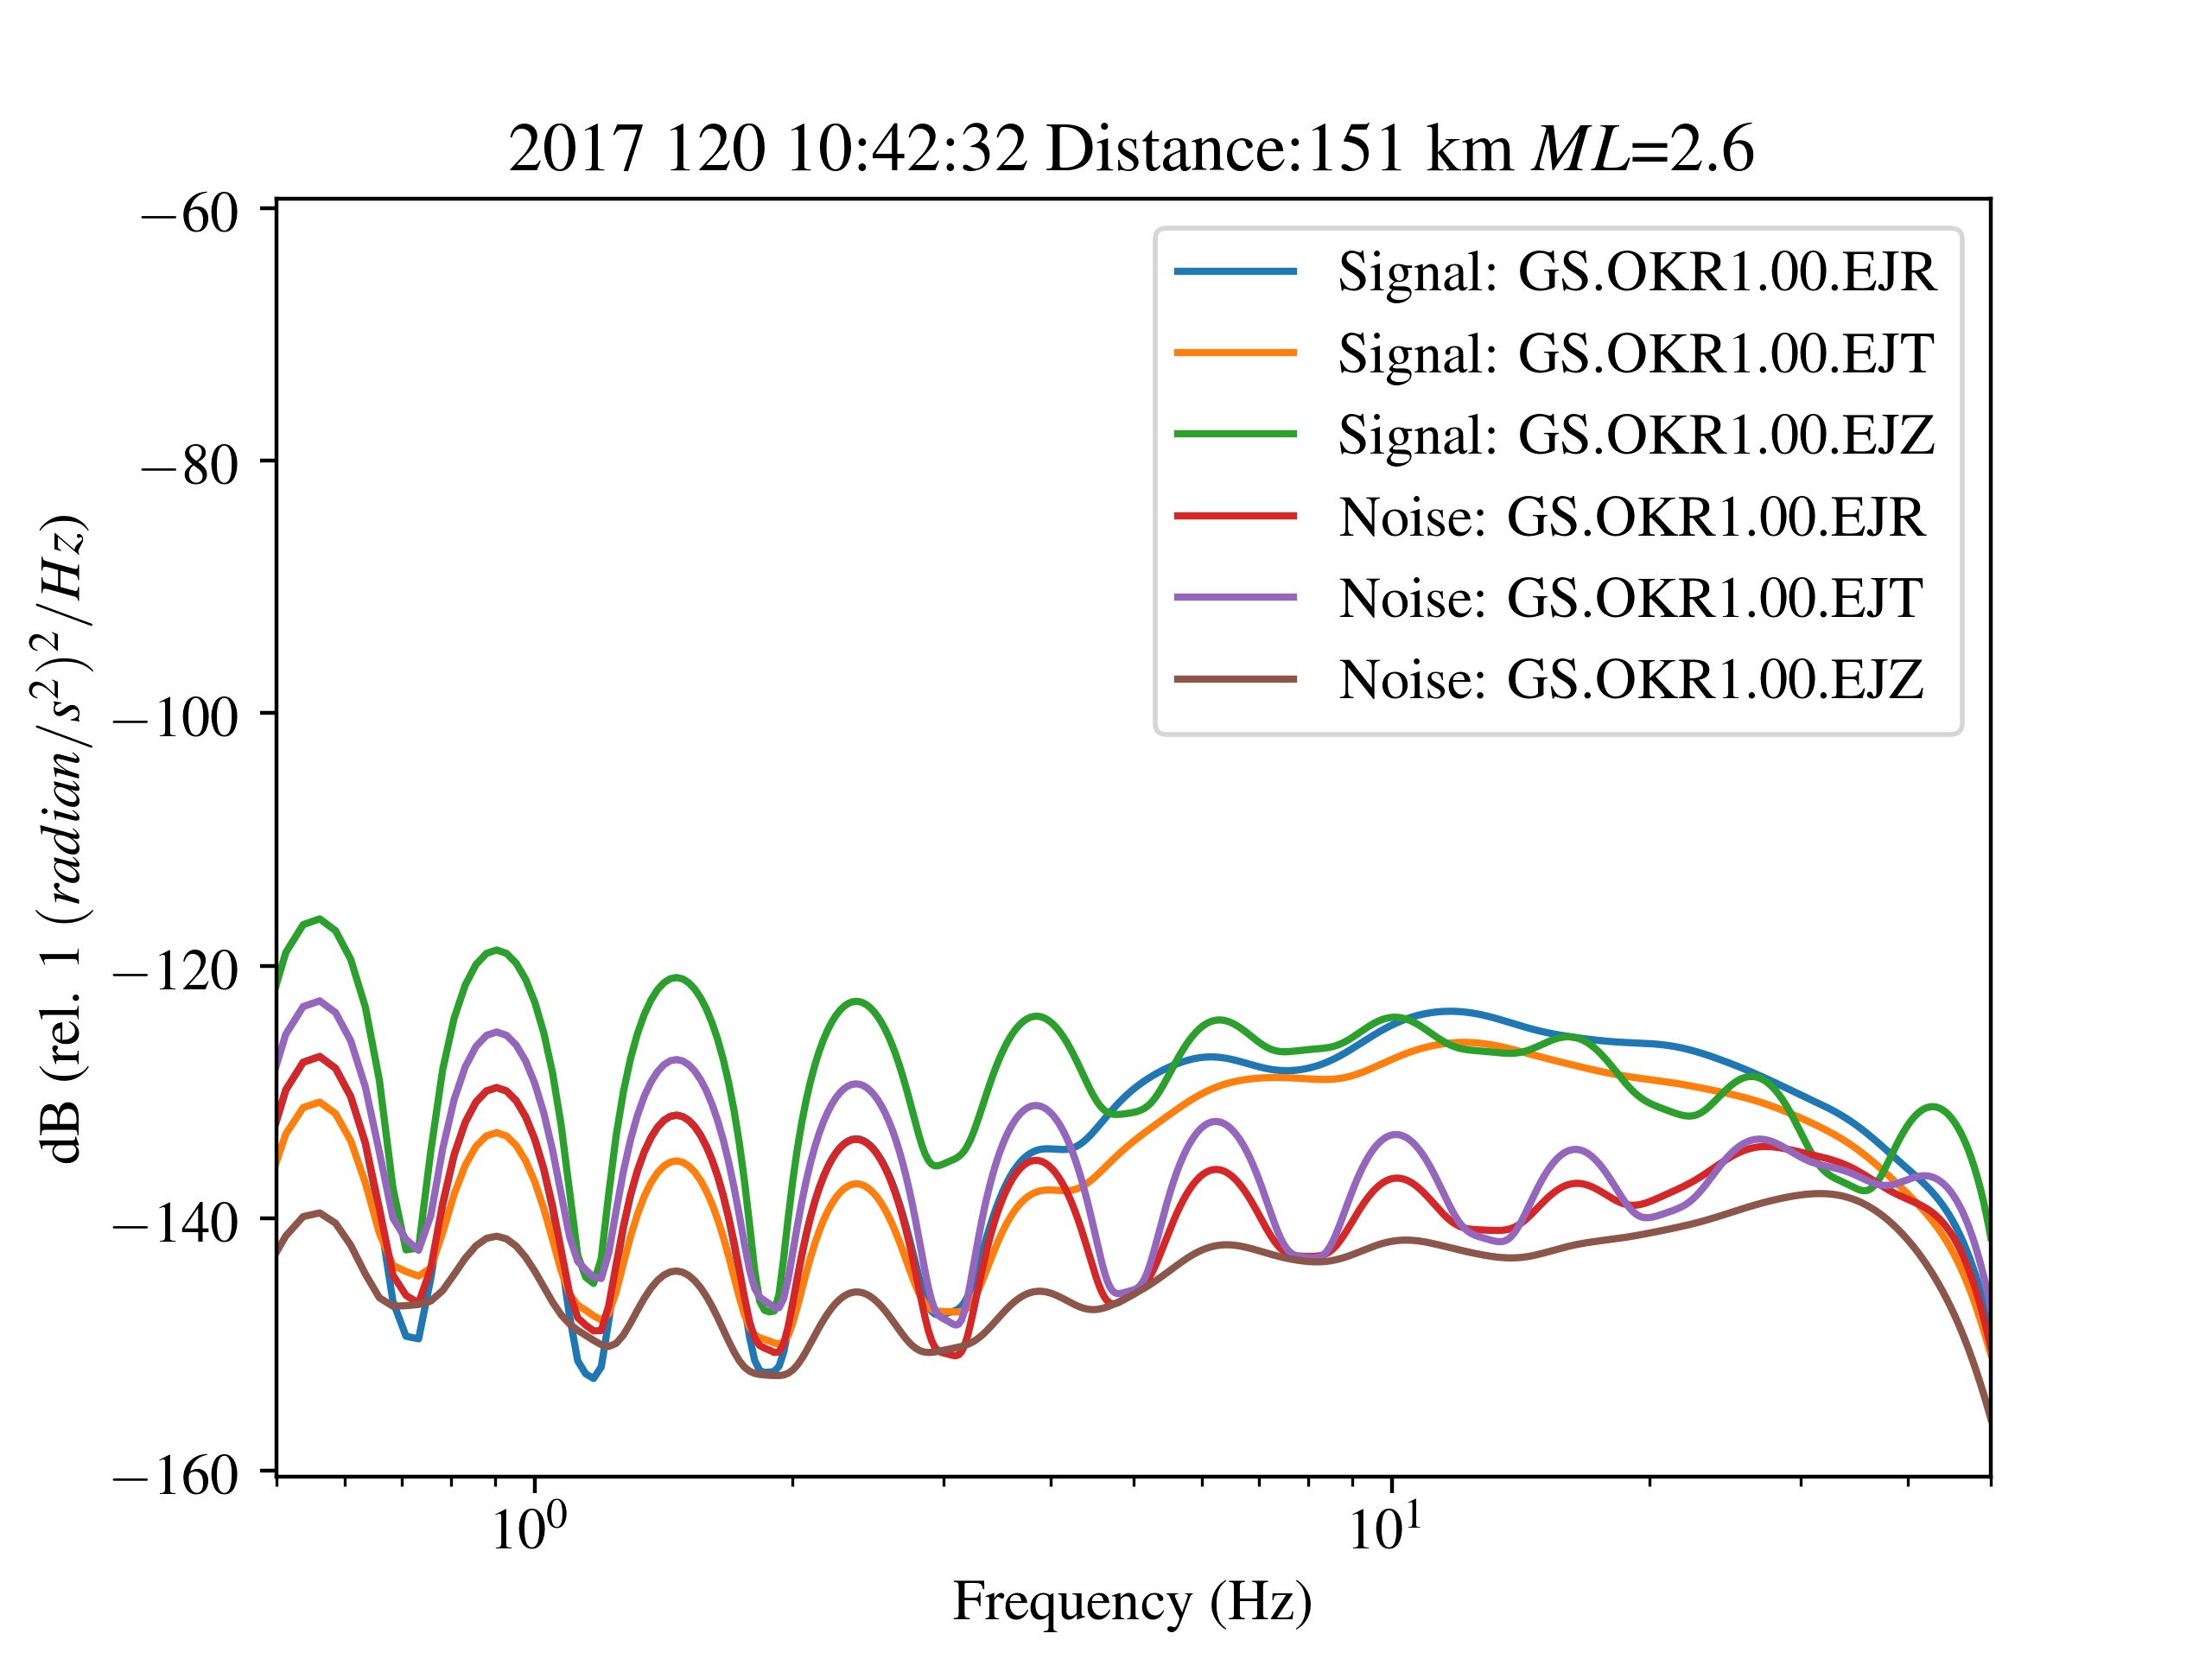 2017 120 10:42:32 Distance:151 km ML=2.6
dB (rel. 1 (radian/s²)²/Hz)
−60
−80
−100
−120
−140
−160
Signal: GS.OKR1.00.EJR
Signal: GS.OKR1.00.EJT
Signal: GS.OKR1.00.EJZ
Noise: GS.OKR1.00.EJR
Noise: GS.OKR1.00.EJT
Noise: GS.OKR1.00.EJZ
10⁰ 10¹
Frequency (Hz)